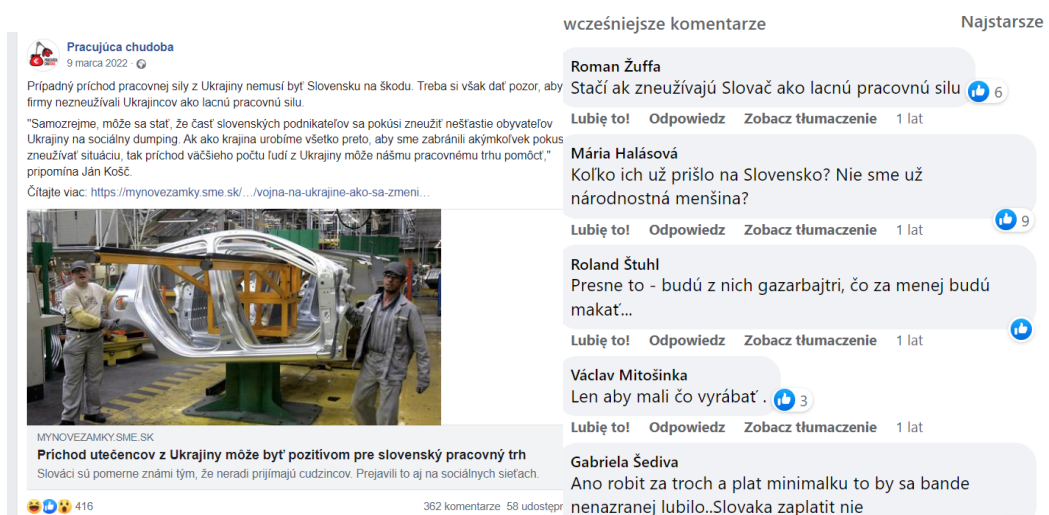 Pracujúca chudoba
9 marca 2022
Prípadný príchod pracovnej sily z Ukrajiny nemusí byť Slovensku na škodu. Treba si však dať pozor, aby
firmy nezneužívali Ukrajincov ako lacnú pracovnú silu.
"Samozrejme, môže sa stať, že časť slovenských podnikateľov sa pokúsi zneužiť nešťastie obyvateľov
Ukrajiny na sociálny dumping. Ak ako krajina urobíme všetko preto, aby sme zabránili akýmkoľvek pokus
zneužívať situáciu, tak príchod väčšieho počtu ľudí z Ukrajiny môže nášmu pracovnému trhu pomôcť,"
pripomína Ján Košč.
Čítajte viac: https://mynovezamky.sme.sk/.../vojna-na-ukrajine-ako-sa-zmeni...
MYNOVEZAMKY.SME.SK
Príchod utečencov z Ukrajiny môže byť pozitívom pre slovenský pracovný trh
Slováci sú pomerne známi tým, že neradi prijímajú cudzincov. Prejavili to aj na sociálnych sieťach.
416
362 komentarze 58 udostępr
wcześniejsze komentarze
Najstarsze
Roman Žuffa
Stačí ak zneužívajú Slovač ako lacnú pracovnú silu
6
Lubię to! Odpowiedz Zobacz tłumaczenie 1 lat
Mária Halásová
Koľko ich už prišlo na Slovensko? Nie sme už
národnostná menšina?
9
Lubię to! Odpowiedz Zobacz tłumaczenie 1 lat
Roland Štuhl
Presne to - budú z nich gazarbajtri, čo za menej budú
makať...
Lubię to! Odpowiedz Zobacz tłumaczenie 1 lat
Václav Mitošinka
Len aby mali čo vyrábať .
3
Lubię to! Odpowiedz Zobacz tłumaczenie 1 lat
Gabriela Šediva
Ano robit za troch a plat minimalku to by sa bande
nenazranej lubilo..Slovaka zaplatit nie